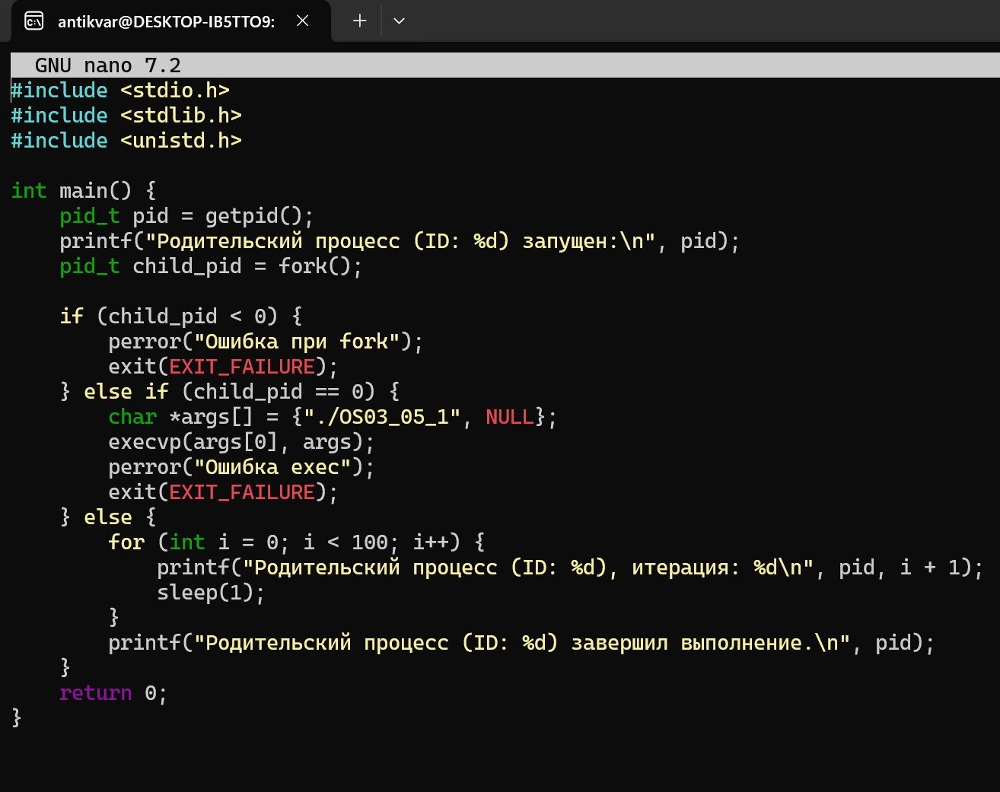 antikvar@DESKTOP-IB5TTO9:
GNU nano 7.2
#include <stdio.h>
#include <stdlib.h>
#include <unistd.h>
int main() {
    pid_t pid = getpid();
    printf("Родительский процесс (ID: %d) запущен:\n", pid);
    pid_t child_pid = fork();
    if (child_pid < 0) {
        perror("Ошибка при fork");
        exit(EXIT_FAILURE);
    } else if (child_pid == 0) {
        char *args[] = {"./OS03_05_1", NULL};
        execvp(args[0], args);
        perror("Ошибка exec");
        exit(EXIT_FAILURE);
    } else {
        for (int i = 0; i < 100; i++) {
            printf("Родительский процесс (ID: %d), итерация: %d\n", pid, i + 1);
            sleep(1);
        }
        printf("Родительский процесс (ID: %d) завершил выполнение.\n", pid);
    }
    return 0;
}